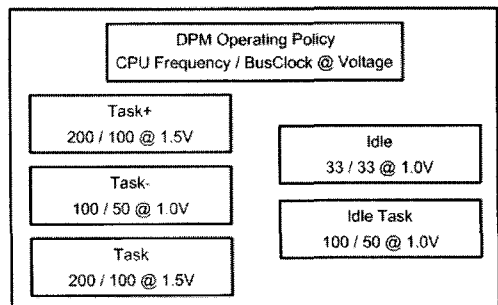 DPM Operating Policy
CPU Frequency / BusClock @ Voltage
Task+
200 / 100 @ 1.5V
Task-
100 / 50 @ 1.0V
Task
200 / 100 @ 1.5V
Idle
33 / 33 @ 1.0V
Idle Task
100 / 50 @ 1.0V